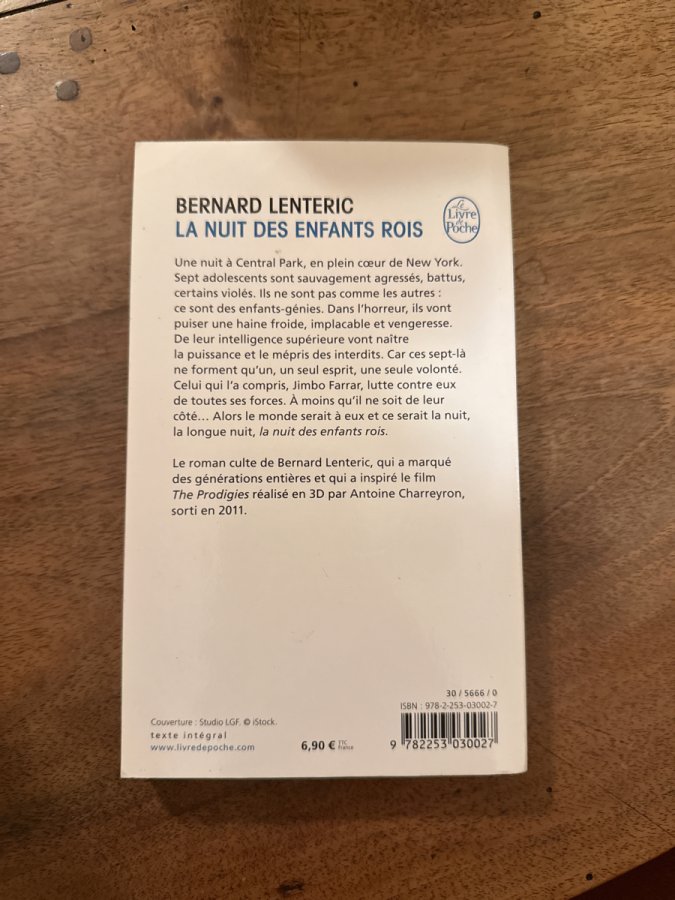 BERNARD LENTERIC
LA NUIT DES ENFANTS ROIS
Le
Livre
de
Poche
Une nuit à Central Park, en plein cœur de New York.
Sept adolescents sont sauvagement agressés, battus,
certains violés. Ils ne sont pas comme les autres :
ce sont des enfants-génies. Dans l’horreur, ils vont
puiser une haine froide, implacable et vengeresse.
De leur intelligence supérieure vont naître
la puissance et le mépris des interdits. Car ces sept-là
ne forment qu’un, un seul esprit, une seule volonté.
Celui qui l’a compris, Jimbo Farrar, lutte contre eux
de toutes ses forces. À moins qu’il ne soit de leur
côté... Alors le monde serait à eux et ce serait la nuit,
la longue nuit, la nuit des enfants rois.
Le roman culte de Bernard Lenteric, qui a marqué
des générations entières et qui a inspiré le film
The Prodigies réalisé en 3D par Antoine Charreyron,
sorti en 2011.
30 / 5666 / 0
ISBN : 978-2-253-03002-7
Couverture : Studio LGF. © iStock.
texte intégral
www.livredepoche.com
6,90 € TTC
France
9 782253 030027